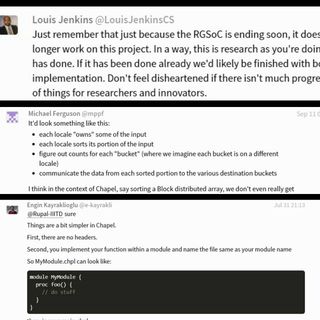 Louis Jenkins @LouisJenkinsCS
Just remember that just because the RGSoC is ending soon, it does
longer work on this project. In a way, this is research as you're doin
has done. If it has been done already we'd likely be finished with bo
implementation. Don't feel disheartened if there isn't much progre
of things for researchers and innovators.
Michael Ferguson @mppf Sep 11 0
It'd look something like this:
• each locale "owns" some of the input
• each locale sorts its portion of the input
• figure out counts for each "bucket" (where we imagine each bucket is on a different
locale)
• communicate the data from each sorted portion to the various destination buckets
I think in the context of Chapel, say sorting a Block distributed array, we don't even really get
Engin Kayraklioglu @e-kayrakli Jul 31 21:13
@Rupal-IIITD sure
Things are a bit simpler in Chapel.
First, there are no headers.
Second, you implement your function within a module and name the file same as your module name
So MyModule.chpl can look like:
module MyModule {
proc foo() {
// do stuff
}
}